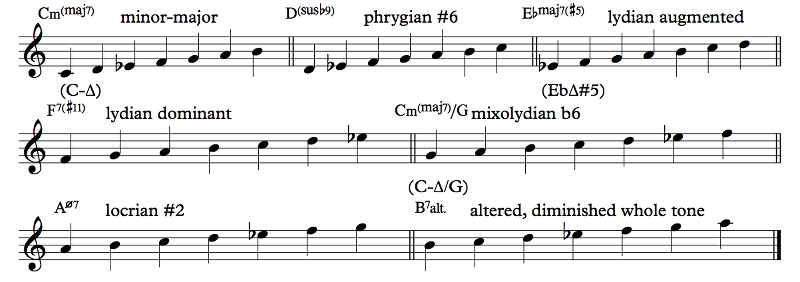 Cm(maj7) minor-major D(sus♭9) phrygian #6 E♭maj7(♯5) lydian augmented
(C-Δ) (EbΔ#5)
F7(♯11) lydian dominant Cm(maj7)/G mixolydian b6
(C-Δ/G)
Aø7 locrian #2 B7alt. altered, diminished whole tone